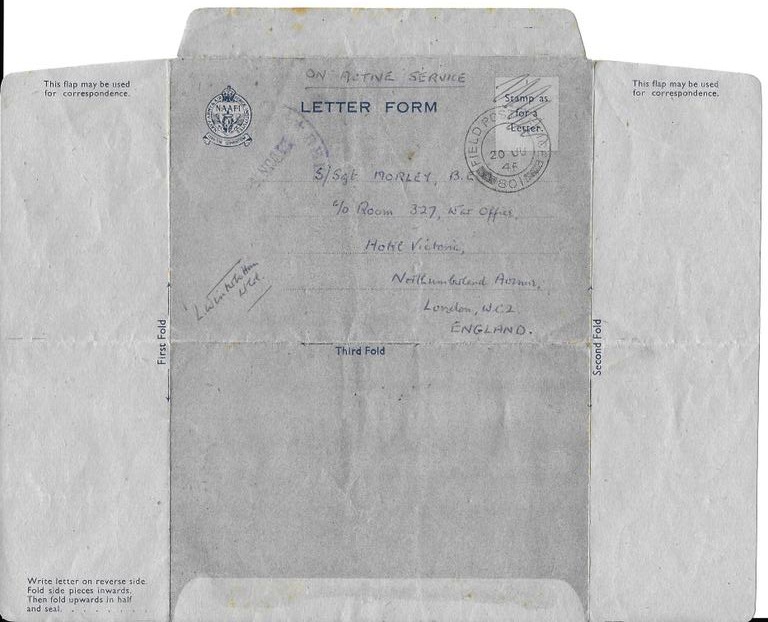 ON ACTIVE SERVICE
This flap may be used
for correspondence.
NAAFI
LETTER FORM
Stamp as
for a
Letter.
This flap may be used
for correspondence.
FIELD POST OFFICE
20 JU
45
801
S/Sgt. MORLEY, B.C
c/o Room 327, War Office,
Hotel Victoria,
Northumberland Avenue,
London, W.C.2
ENGLAND.
First Fold
Third Fold
Second Fold
Write letter on reverse side.
Fold side pieces inwards.
Then fold upwards in half
and seal. . . . . . . .